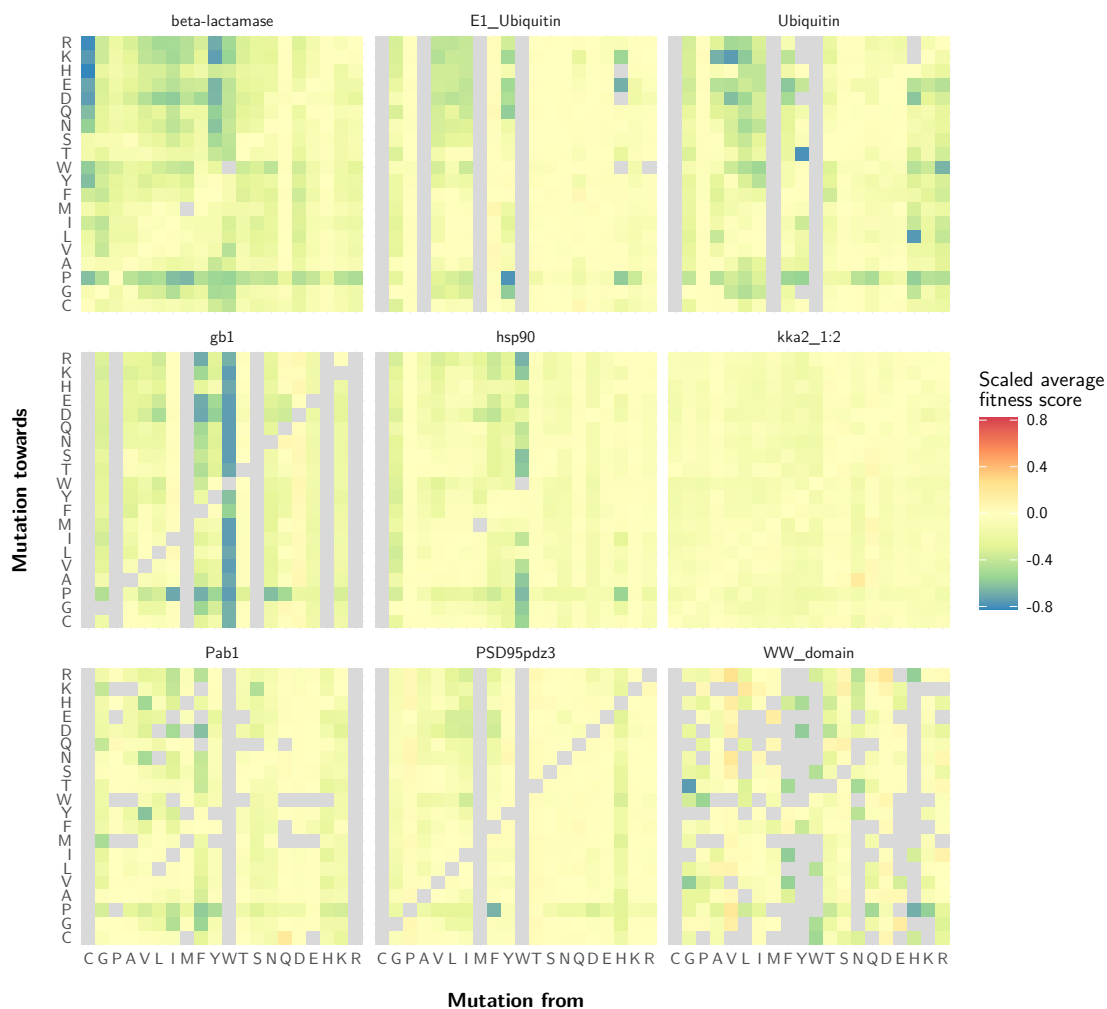 beta-lactamase E1_Ubiquitin Ubiquitin
R
K
H
E
D
Q
N
S
T
W
Y
F
M
I
L
V
A
P
G
C
gb1 hsp90 kka2_1:2
R
K
H
E
D
Q
N
S
T
W
Y
F
M
I
L
V
A
P
G
C
Mutation towards
Scaled average
fitness score
0.8
0.4
0.0
-0.4
-0.8
Pab1 PSD95pdz3 WW_domain
R
K
H
E
D
Q
N
S
T
W
Y
F
M
I
L
V
A
P
G
C
C G P A V L I M F Y W T S N Q D E H K R C G P A V L I M F Y W T S N Q D E H K R C G P A V L I M F Y W T S N Q D E H K R
Mutation from